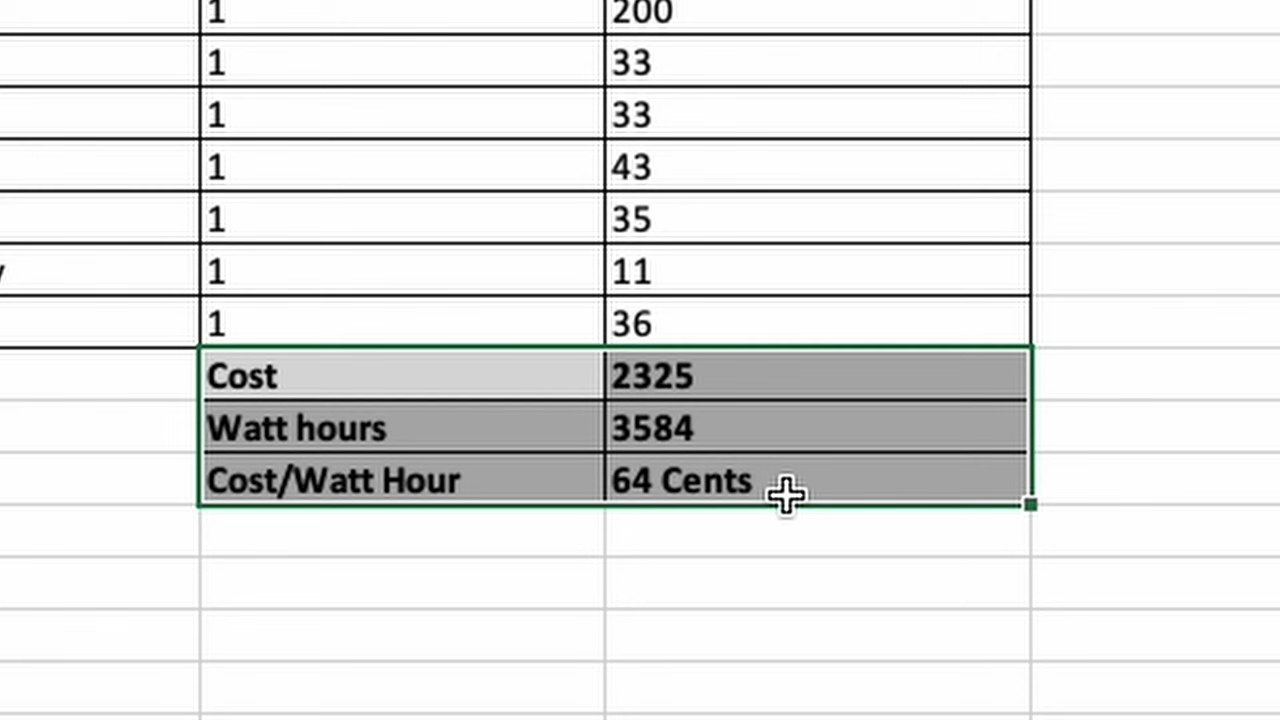 1 200
1 33
1 33
1 43
1 35
1 11
1 36
Cost 2325
Watt hours 3584
Cost/Watt Hour 64 Cents